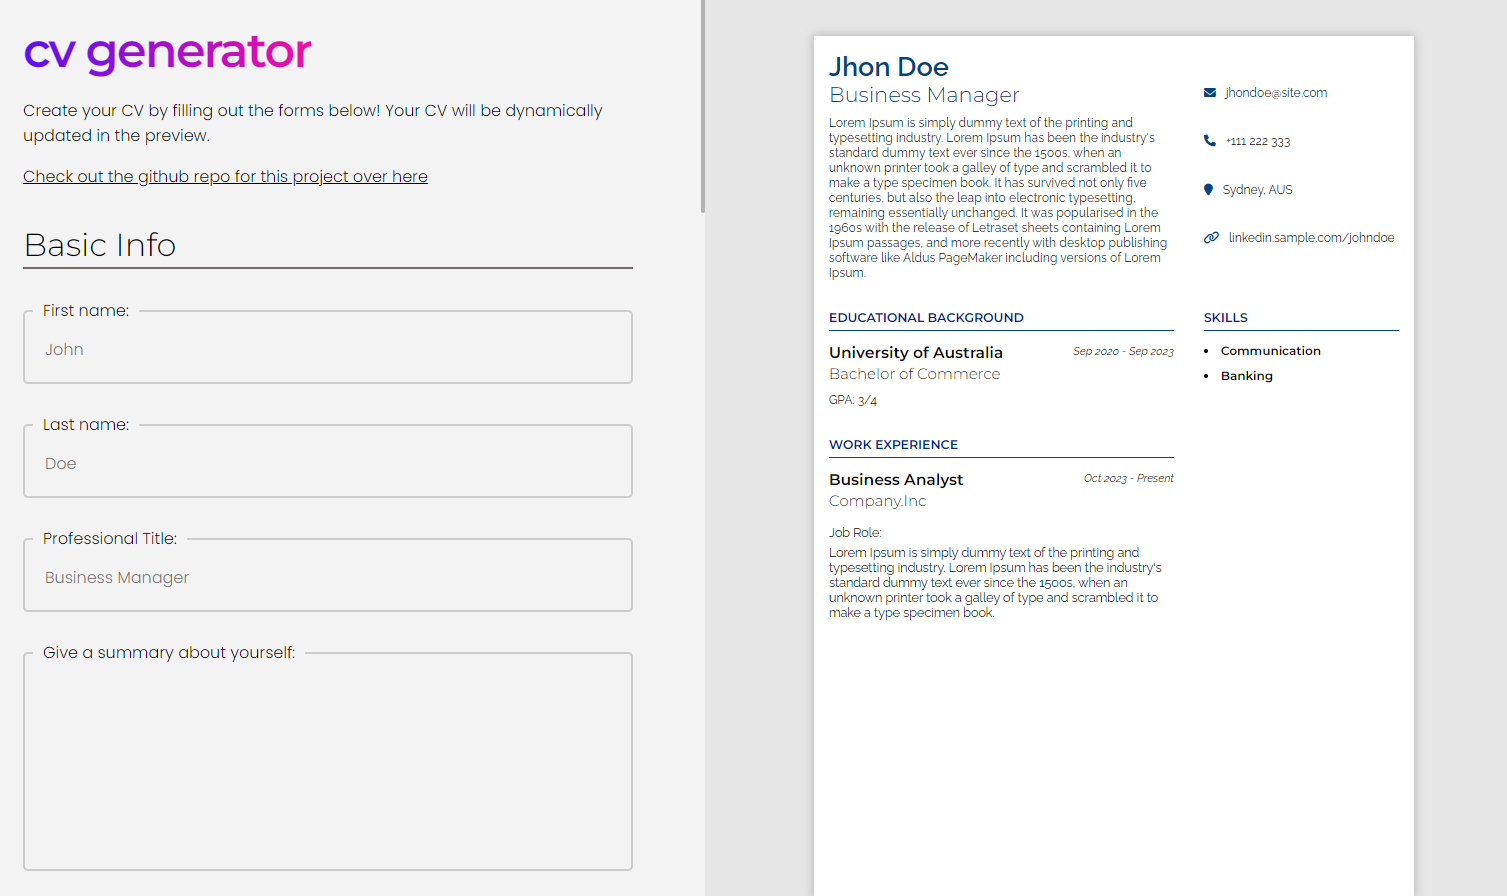 cv generator
Create your CV by filling out the forms below! Your CV will be dynamically
updated in the preview.
Check out the github repo for this project over here
Basic Info
First name:
John
Last name:
Doe
Professional Title:
Business Manager
Give a summary about yourself:
Jhon Doe
Business Manager
Lorem Ipsum is simply dummy text of the printing and
typesetting industry. Lorem Ipsum has been the industry's
standard dummy text ever since the 1500s, when an
unknown printer took a galley of type and scrambled it to
make a type specimen book. It has survived not only five
centuries, but also the leap into electronic typesetting,
remaining essentially unchanged. It was popularised in the
1960s with the release of Letraset sheets containing Lorem
Ipsum passages, and more recently with desktop publishing
software like Aldus PageMaker including versions of Lorem
Ipsum.
jhondoe@site.com
+111 222 333
Sydney, AUS
linkedin.sample.com/johndoe
EDUCATIONAL BACKGROUND
University of Australia
Sep 2020 - Sep 2023
Bachelor of Commerce
GPA: 3/4
WORK EXPERIENCE
Business Analyst
Oct 2023 - Present
Company.Inc
Job Role:
Lorem Ipsum is simply dummy text of the printing and
typesetting industry. Lorem Ipsum has been the industry's
standard dummy text ever since the 1500s, when an
unknown printer took a galley of type and scrambled it to
make a type specimen book.
SKILLS
Communication
Banking